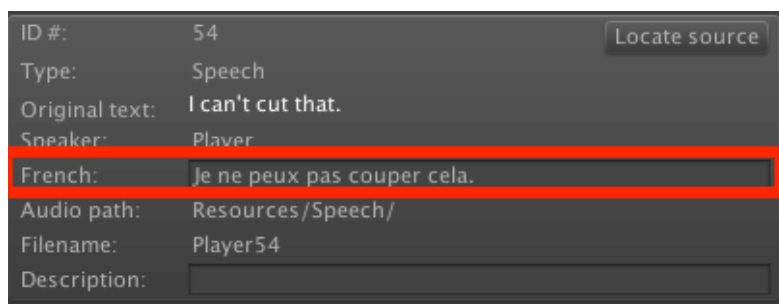 ID #: 54 Locate source
Type: Speech
Original text: I can't cut that.
Speaker: Player
French: Je ne peux pas couper cela.
Audio path: Resources/Speech/
Filename: Player54
Description: